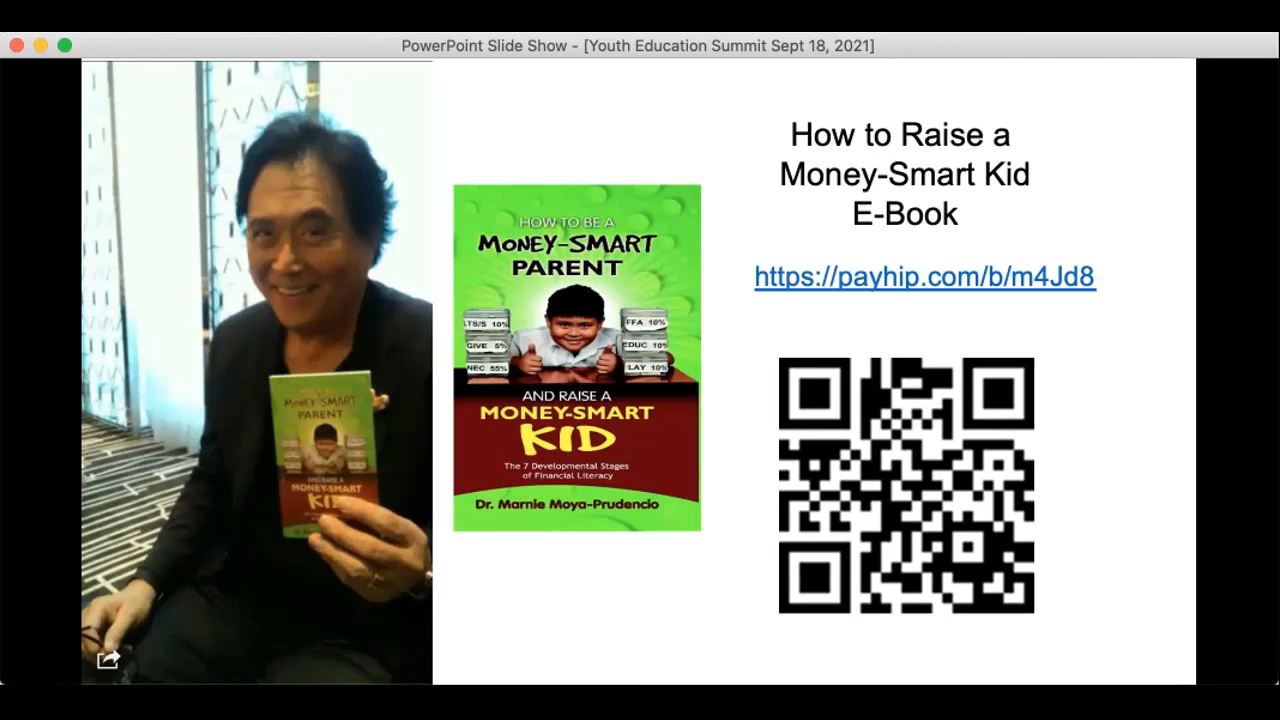 PowerPoint Slide Show - [Youth Education Summit Sept 18, 2021]
MONEY-SMART
PARENT
AND RAISE A
MONEY-SMART
HOW TO BE A
MONEY-SMART
PARENT
LTS/S 10%
FFA 10%
GIVE 5%
EDUC 10%
NEC 55%
LAY 10%
AND RAISE A
MONEY-SMART
KID
The 7 Developmental Stages
of Financial Literacy
Dr. Marnie Moya-Prudencio
How to Raise a
Money-Smart Kid
E-Book
https://payhip.com/b/m4Jd8